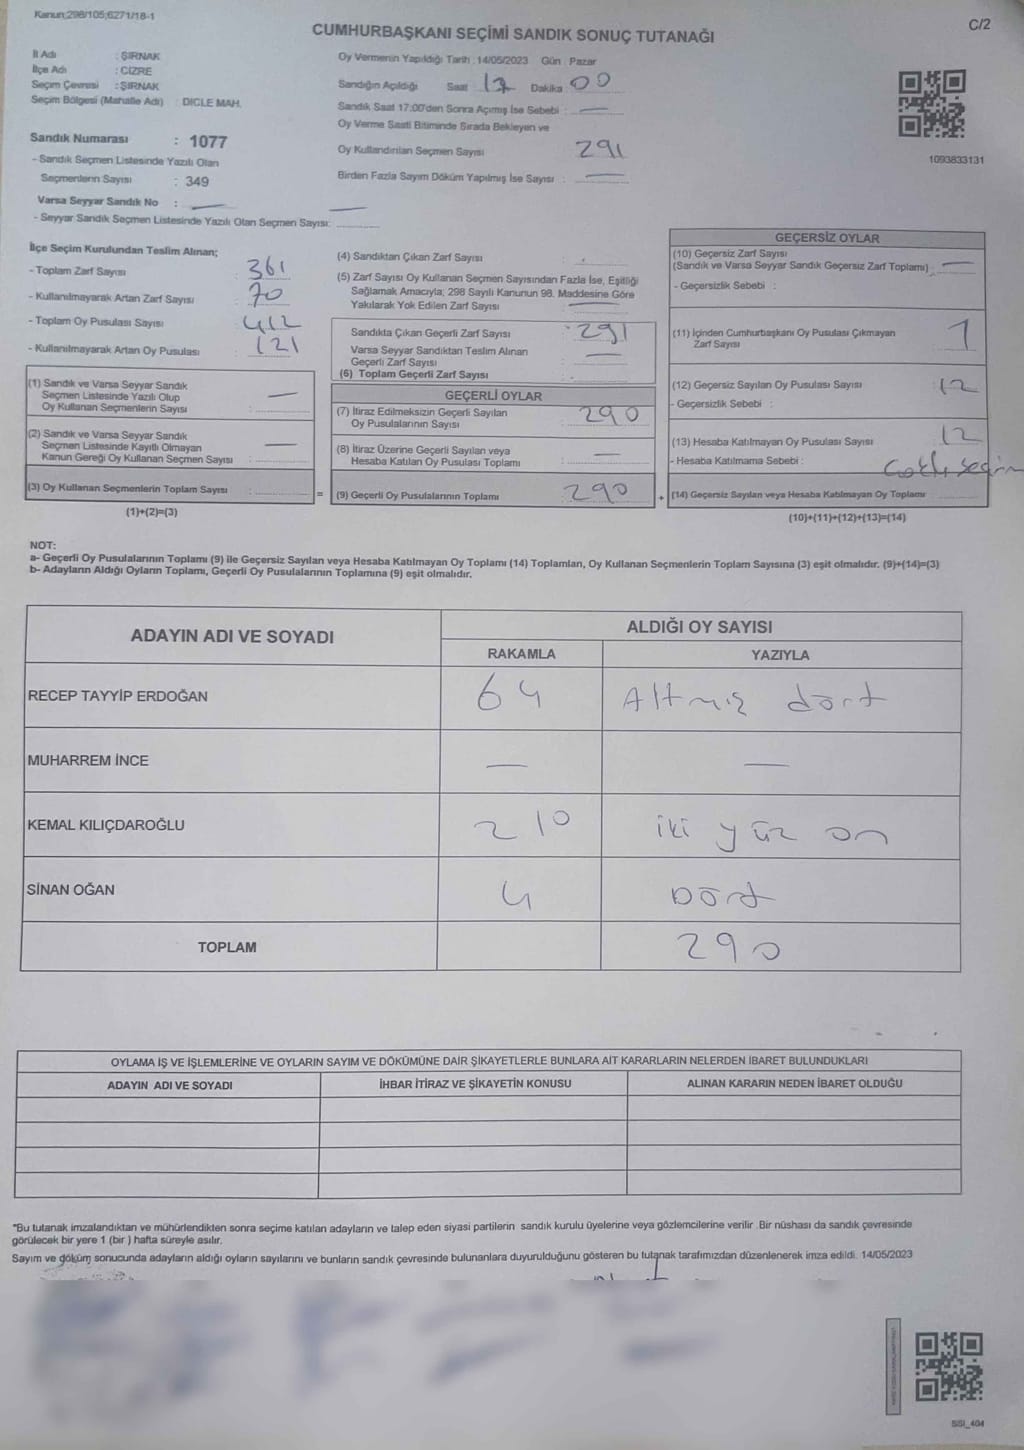 Kanun;298/105;6271/18-1
C/2
CUMHURBAŞKANI SEÇİMİ SANDIK SONUÇ TUTANAĞI
İl Adı : ŞIRNAK
İlçe Adı : CİZRE
Seçim Çevresi : ŞIRNAK
Seçim Bölgesi (Mahalle Adı) : DICLE MAH.
Sandık Numarası : 1077
- Sandık Seçmen Listesinde Yazılı Olan
Seçmenlerin Sayısı : 349
Varsa Seyyar Sandık No : —
- Seyyar Sandık Seçmen Listesinde Yazılı Olan Seçmen Sayısı: —
Oy Vermenin Yapıldığı Tarih : 14/05/2023 Gün : Pazar
Sandığın Açıldığı Saat 17 Dakika 00
Sandık Saat 17:00'den Sonra Açımış İse Sebebi : —
Oy Verme Saati Bitiminde Sırada Bekleyen ve
Oy Kullandırılan Seçmen Sayısı 291
Birden Fazla Sayım Döküm Yapılmış İse Sayısı : —
1093833131
İlçe Seçim Kurulundan Teslim Alınan;
- Toplam Zarf Sayısı : 361
- Kullanılmayarak Artan Zarf Sayısı : 70
- Toplam Oy Pusulası Sayısı : 412
- Kullanılmayarak Artan Oy Pusulası : 121
(1) Sandık ve Varsa Seyyar Sandık
Seçmen Listesinde Yazılı Olup
Oy Kullanan Seçmenlerin Sayısı : —
(2) Sandık ve Varsa Seyyar Sandık
Seçmen Listesinde Kayıtlı Olmayan
Kanun Gereği Oy Kullanan Seçmen Sayısı : —
(3) Oy Kullanan Seçmenlerin Toplam Sayısı :
(1)+(2)=(3)
(4) Sandıktan Çıkan Zarf Sayısı :
(5) Zarf Sayısı Oy Kullanan Seçmen Sayısından Fazla İse, Eşitliği
Sağlamak Amacıyla; 298 Sayılı Kanunun 98. Maddesine Göre
Yakılarak Yok Edilen Zarf Sayısı : —
Sandıkta Çıkan Geçerli Zarf Sayısı : 291
Varsa Seyyar Sandıktan Teslim Alınan
Geçerli Zarf Sayısı : —
(6) Toplam Geçerli Zarf Sayısı :
GEÇERLİ OYLAR
(7) İtiraz Edilmeksizin Geçerli Sayılan
Oy Pusulalarının Sayısı : 290
(8) İtiraz Üzerine Geçerli Sayılan veya
Hesaba Katılan Oy Pusulası Toplamı : —
= (9) Geçerli Oy Pusulalarının Toplamı : 290 +
GEÇERSİZ OYLAR
(10) Geçersiz Zarf Sayısı
(Sandık ve Varsa Seyyar Sandık Geçersiz Zarf Toplamı) : —
- Geçersizlik Sebebi :
(11) İçinden Cumhurbaşkanı Oy Pusulası Çıkmayan
Zarf Sayısı 1
(12) Geçersiz Sayılan Oy Pusulası Sayısı : 12
- Geçersizlik Sebebi :
(13) Hesaba Katılmayan Oy Pusulası Sayısı : 12
- Hesaba Katılmama Sebebi :
(14) Geçersiz Sayılan veya Hesaba Katılmayan Oy Toplamı
(10)+(11)+(12)+(13)=(14)
NOT:
a- Geçerli Oy Pusulalarının Toplamı (9) ile Geçersiz Sayılan veya Hesaba Katılmayan Oy Toplamı (14) Toplamları, Oy Kullanan Seçmenlerin Toplam Sayısına (3) eşit olmalıdır. (9)+(14)=(3)
b- Adayların Aldığı Oyların Toplamı, Geçerli Oy Pusulalarının Toplamına (9) eşit olmalıdır.
ADAYIN ADI VE SOYADI
ALDIĞI OY SAYISI
RAKAMLA YAZIYLA
RECEP TAYYİP ERDOĞAN 64 Altmış dört
MUHARREM İNCE — —
KEMAL KILIÇDAROĞLU 210 iki yüz on
SİNAN OĞAN 4 Dört
TOPLAM 290
OYLAMA İŞ VE İŞLEMLERİNE VE OYLARIN SAYIM VE DÖKÜMÜNE DAİR ŞİKAYETLERLE BUNLARA AİT KARARLARIN NELERDEN İBARET BULUNDUKLARI
ADAYIN ADI VE SOYADI İHBAR İTİRAZ VE ŞİKAYETİN KONUSU ALINAN KARARIN NEDEN İBARET OLDUĞU
*Bu tutanak imzalandıktan ve mühürlendikten sonra seçime katılan adayların ve talep eden siyasi partilerin sandık kurulu üyelerine veya gözlemcilerine verilir .Bir nüshası da sandık çevresinde
görülecek bir yere 1 (bir ) hafta süreyle asılır.
Sayım ve döküm sonucunda adayların aldığı oyların sayılarını ve bunların sandık çevresinde bulunanlara duyurulduğunu gösteren bu tutanak tarafımızdan düzenlenerek imza edildi. 14/05/2023
SSI_404